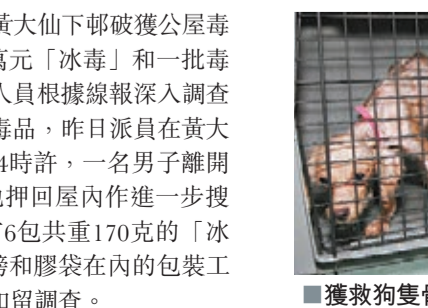 黃大仙下邨破獲公屋毒
萬元「冰毒」和一批毒
人員根據線報深入調查
毒品，昨日派員在黃大
4時許，一名男子離開
押回屋內作進一步搜
6包共重170克的「冰
和膠袋在內的包裝工
留調查。
■獲救狗隻